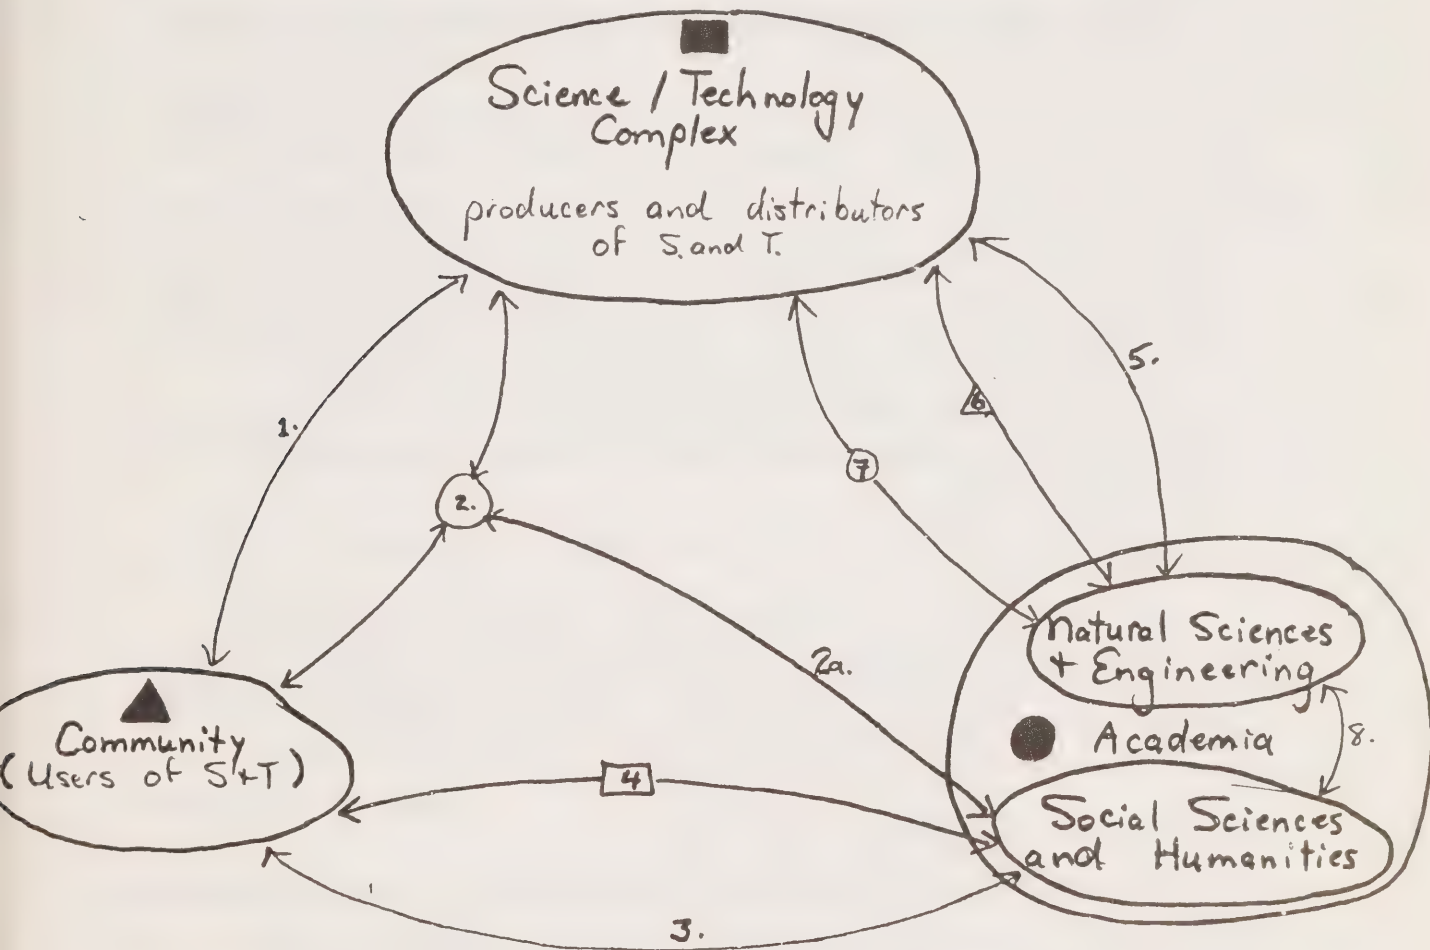 Science / Technology
Complex
producers and distributors
of S. and T.
1.
5.
6
7
2.
2a.
Natural Sciences
+ Engineering
Academia
8.
Community
(Users of S+T)
4
Social Sciences
and Humanities
3.